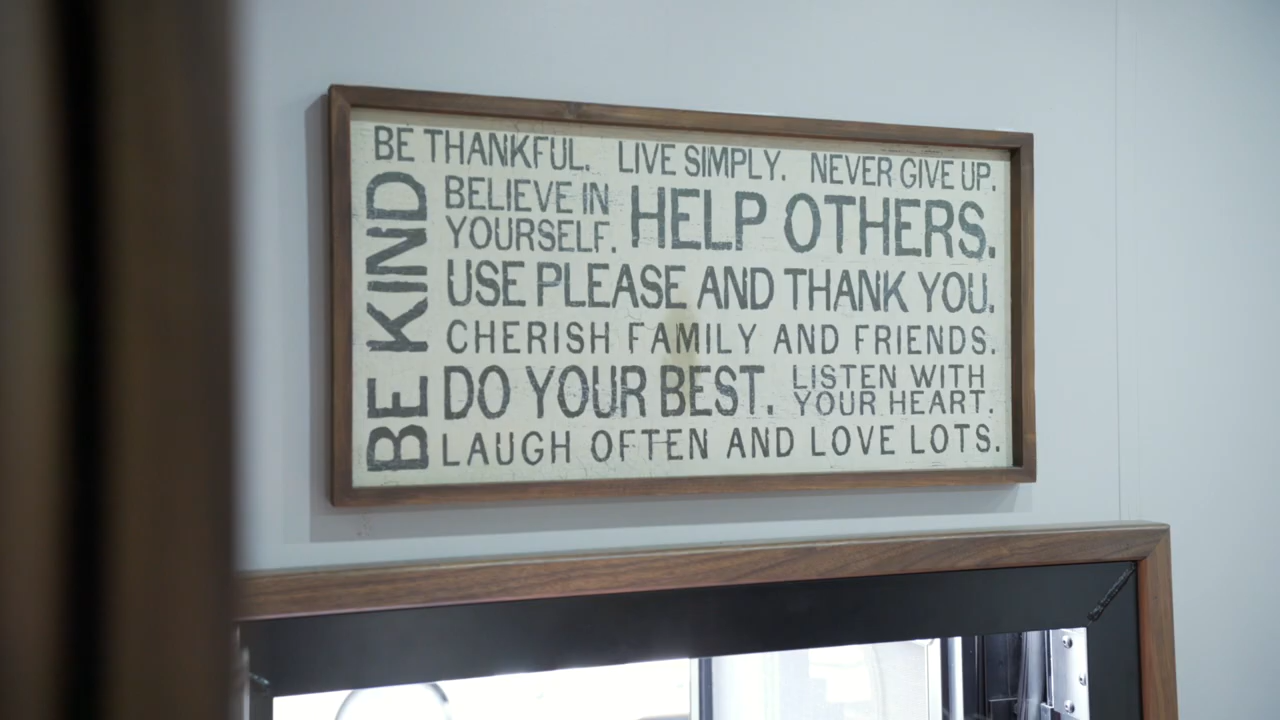 BE THANKFUL. LIVE SIMPLY. NEVER GIVE UP.
BE KIND
BELIEVE IN
YOURSELF.
HELP OTHERS.
USE PLEASE AND THANK YOU.
CHERISH FAMILY AND FRIENDS.
DO YOUR BEST.
LISTEN WITH
YOUR HEART.
LAUGH OFTEN AND LOVE LOTS.